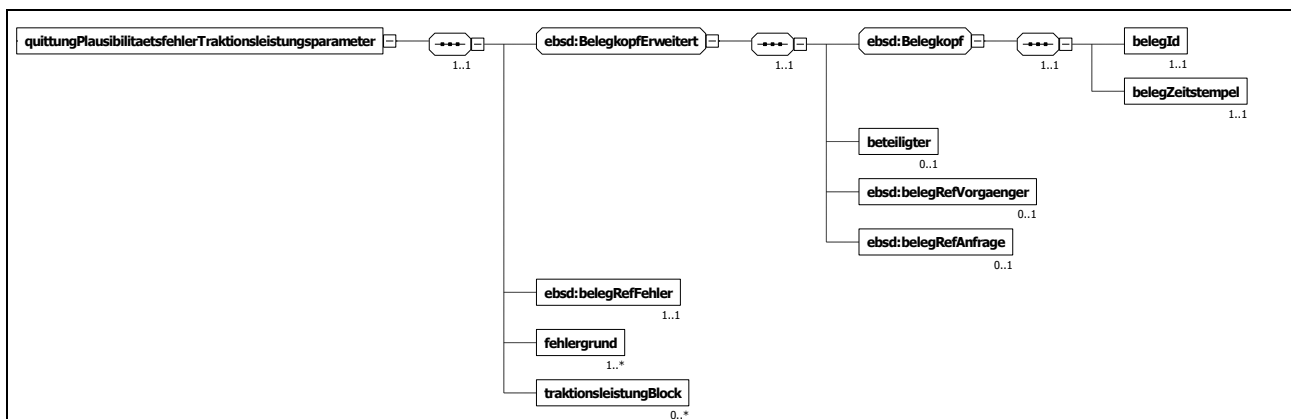 quittungPlausibilitaetsfehlerTraktionsleistungsparameter
1..1
ebsd:BelegkopfErweitert
1..1
ebsd:Belegkopf
1..1
belegId
1..1
belegZeitstempel
1..1
beteiligter
0..1
ebsd:belegRefVorgaenger
0..1
ebsd:belegRefAnfrage
0..1
ebsd:belegRefFehler
1..1
fehlergrund
1..*
traktionsleistungBlock
0..*